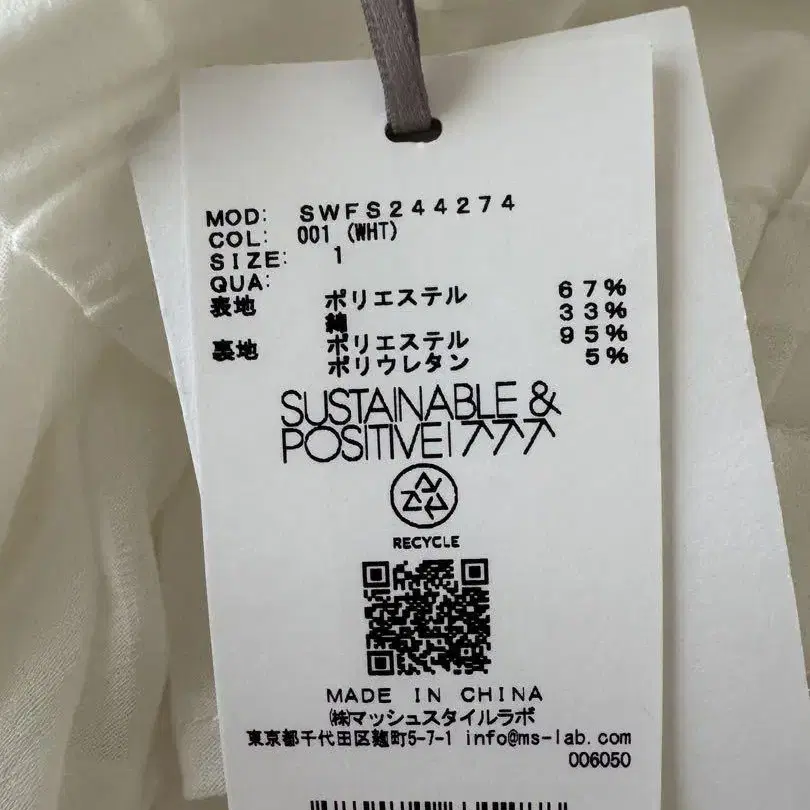 MOD: SWFS244274
COL: 001 (WHT)
SIZE: 1
QUA:
表地 ポリエステル 67%
綿 33%
裏地 ポリエステル 95%
ポリウレタン 5%
SUSTAINABLE &
POSITIVE!
RECYCLE
MADE IN CHINA
㈱マッシュスタイルラボ
東京都千代田区麹町5-7-1 info@ms-lab.com
006050